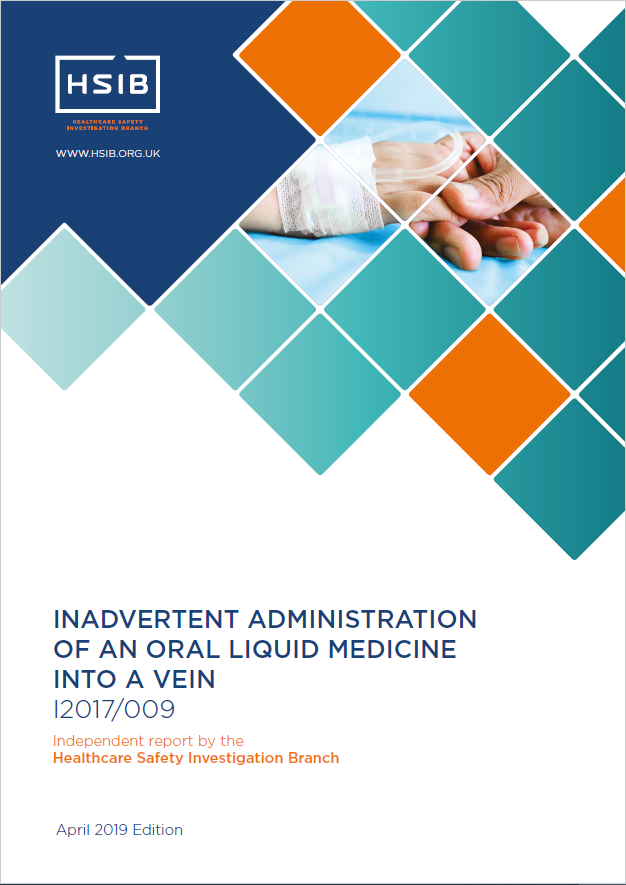 HSIB
HEALTHCARE SAFETY
INVESTIGATION BRANCH
WWW.HSIB.ORG.UK
INADVERTENT ADMINISTRATION
OF AN ORAL LIQUID MEDICINE
INTO A VEIN
I2017/009
Independent report by the
Healthcare Safety Investigation Branch
April 2019 Edition